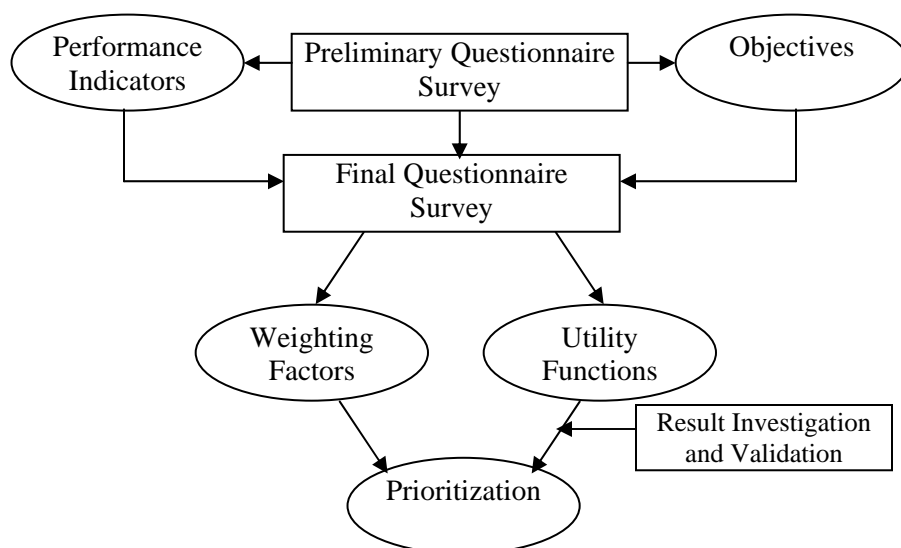 Performance
Indicators
Preliminary Questionnaire
Survey
Objectives
Final Questionnaire
Survey
Weighting
Factors
Utility
Functions
Result Investigation
and Validation
Prioritization